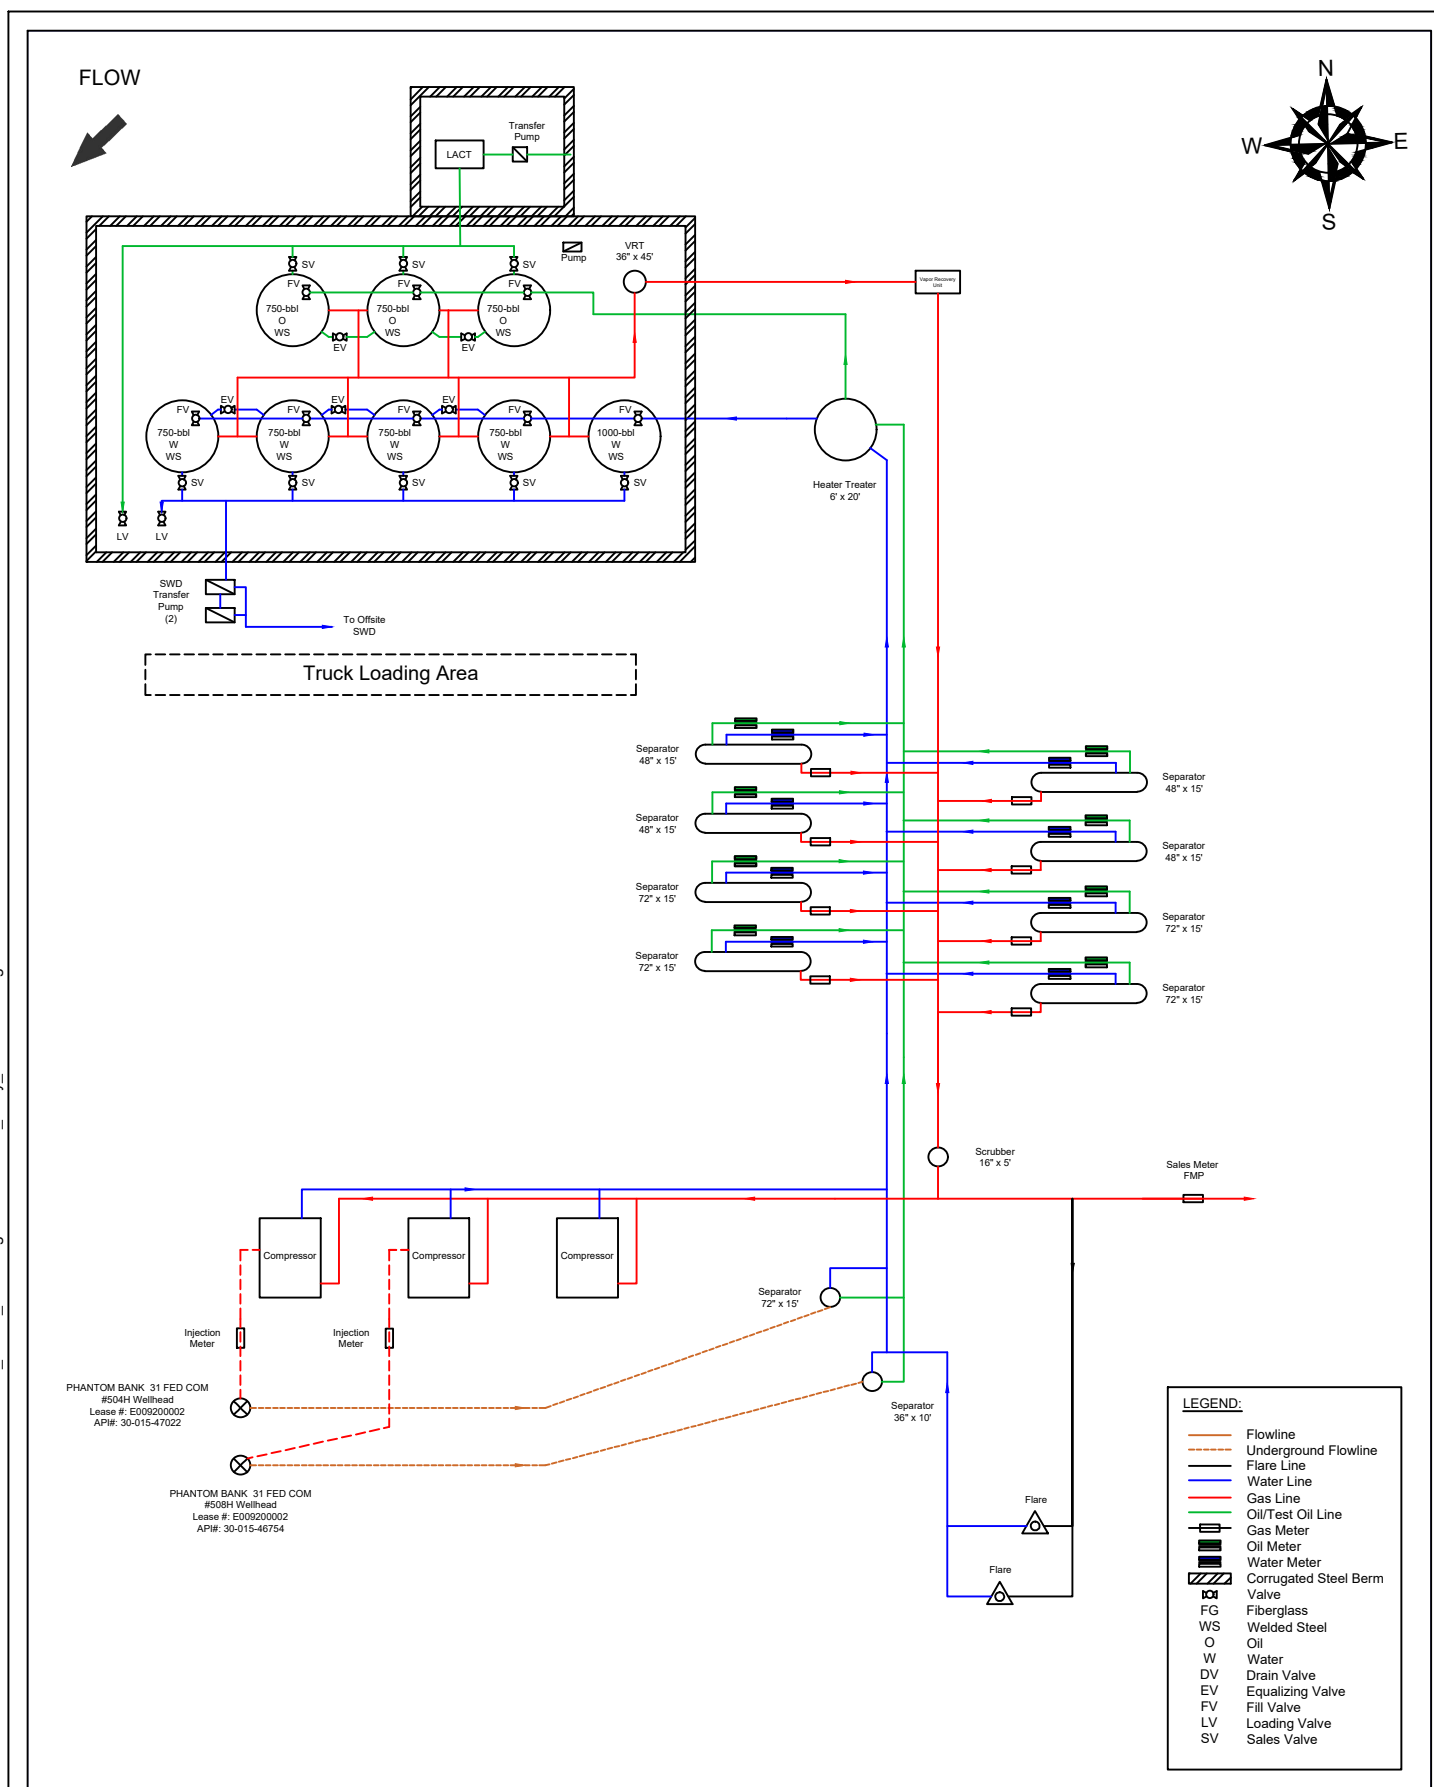 FLOW
N
W
E
S
Transfer
Pump
LACT
Pump
VRT
36" x 45'
Vapor Recovery
Unit
SV
SV
SV
FV
FV
FV
750-bbl
O
WS
750-bbl
O
WS
750-bbl
O
WS
EV
EV
EV
EV
EV
FV
FV
FV
FV
FV
750-bbl
W
WS
750-bbl
W
WS
750-bbl
W
WS
750-bbl
W
WS
1000-bbl
W
WS
SV
SV
SV
SV
SV
LV
LV
Heater Treater
6' x 20'
SWD
Transfer
Pump
(2)
To Offsite
SWD
Truck Loading Area
Separator
48" x 15'
Separator
48" x 15'
Separator
48" x 15'
Separator
48" x 15'
Separator
72" x 15'
Separator
72" x 15'
Separator
72" x 15'
Separator
72" x 15'
Scrubber
16" x 5'
Sales Meter
FMP
Compressor
Compressor
Compressor
Separator
72" x 15'
Injection
Meter
Injection
Meter
PHANTOM BANK 31 FED COM
#504H Wellhead
Lease #: E009200002
API#: 30-015-47022
Separator
36" x 10'
PHANTOM BANK 31 FED COM
#508H Wellhead
Lease #: E009200002
API#: 30-015-46754
Flare
Flare
LEGEND:
Flowline
Underground Flowline
Flare Line
Water Line
Gas Line
Oil/Test Oil Line
Gas Meter
Oil Meter
Water Meter
Corrugated Steel Berm
Valve
FG Fiberglass
WS Welded Steel
O Oil
W Water
DV Drain Valve
EV Equalizing Valve
FV Fill Valve
LV Loading Valve
SV Sales Valve